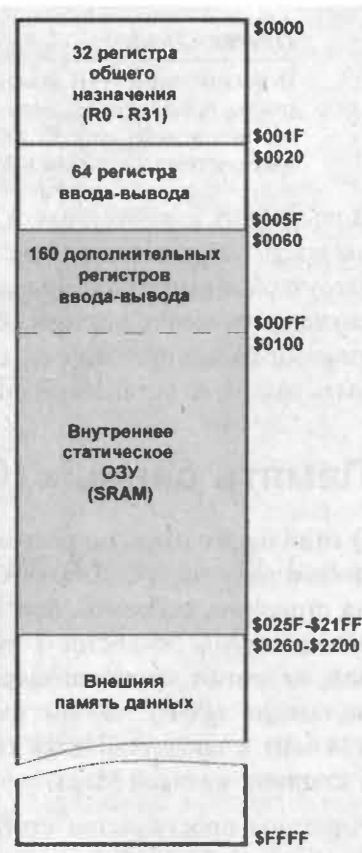 $0000
32 регистра
общего
назначения
(R0 - R31)
$001F
$0020
64 регистра
ввода-вывода
$005F
$0060
160 дополнительных
регистров
ввода-вывода
$00FF
$0100
Внутреннее
статическое
ОЗУ
(SRAM)
$025F-$21FF
$0260-$2200
Внешняя
память данных
$FFFF